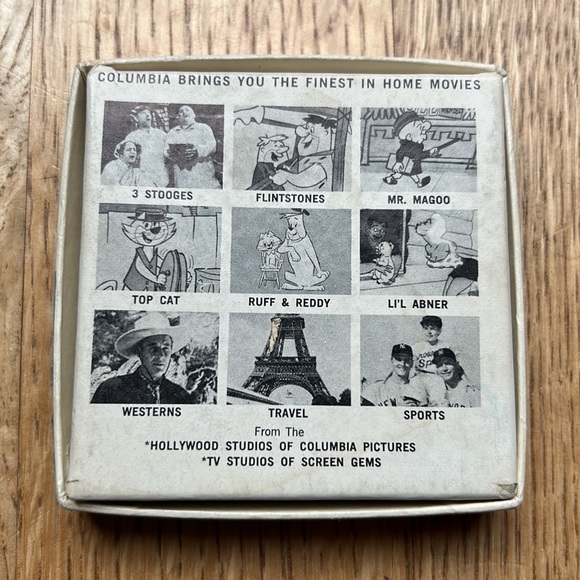 COLUMBIA BRINGS YOU THE FINEST IN HOME MOVIES
3 STOOGES FLINTSTONES MR. MAGOO
TOP CAT RUFF & REDDY LI'L ABNER
WESTERNS TRAVEL SPORTS
From The
*HOLLYWOOD STUDIOS OF COLUMBIA PICTURES
*TV STUDIOS OF SCREEN GEMS